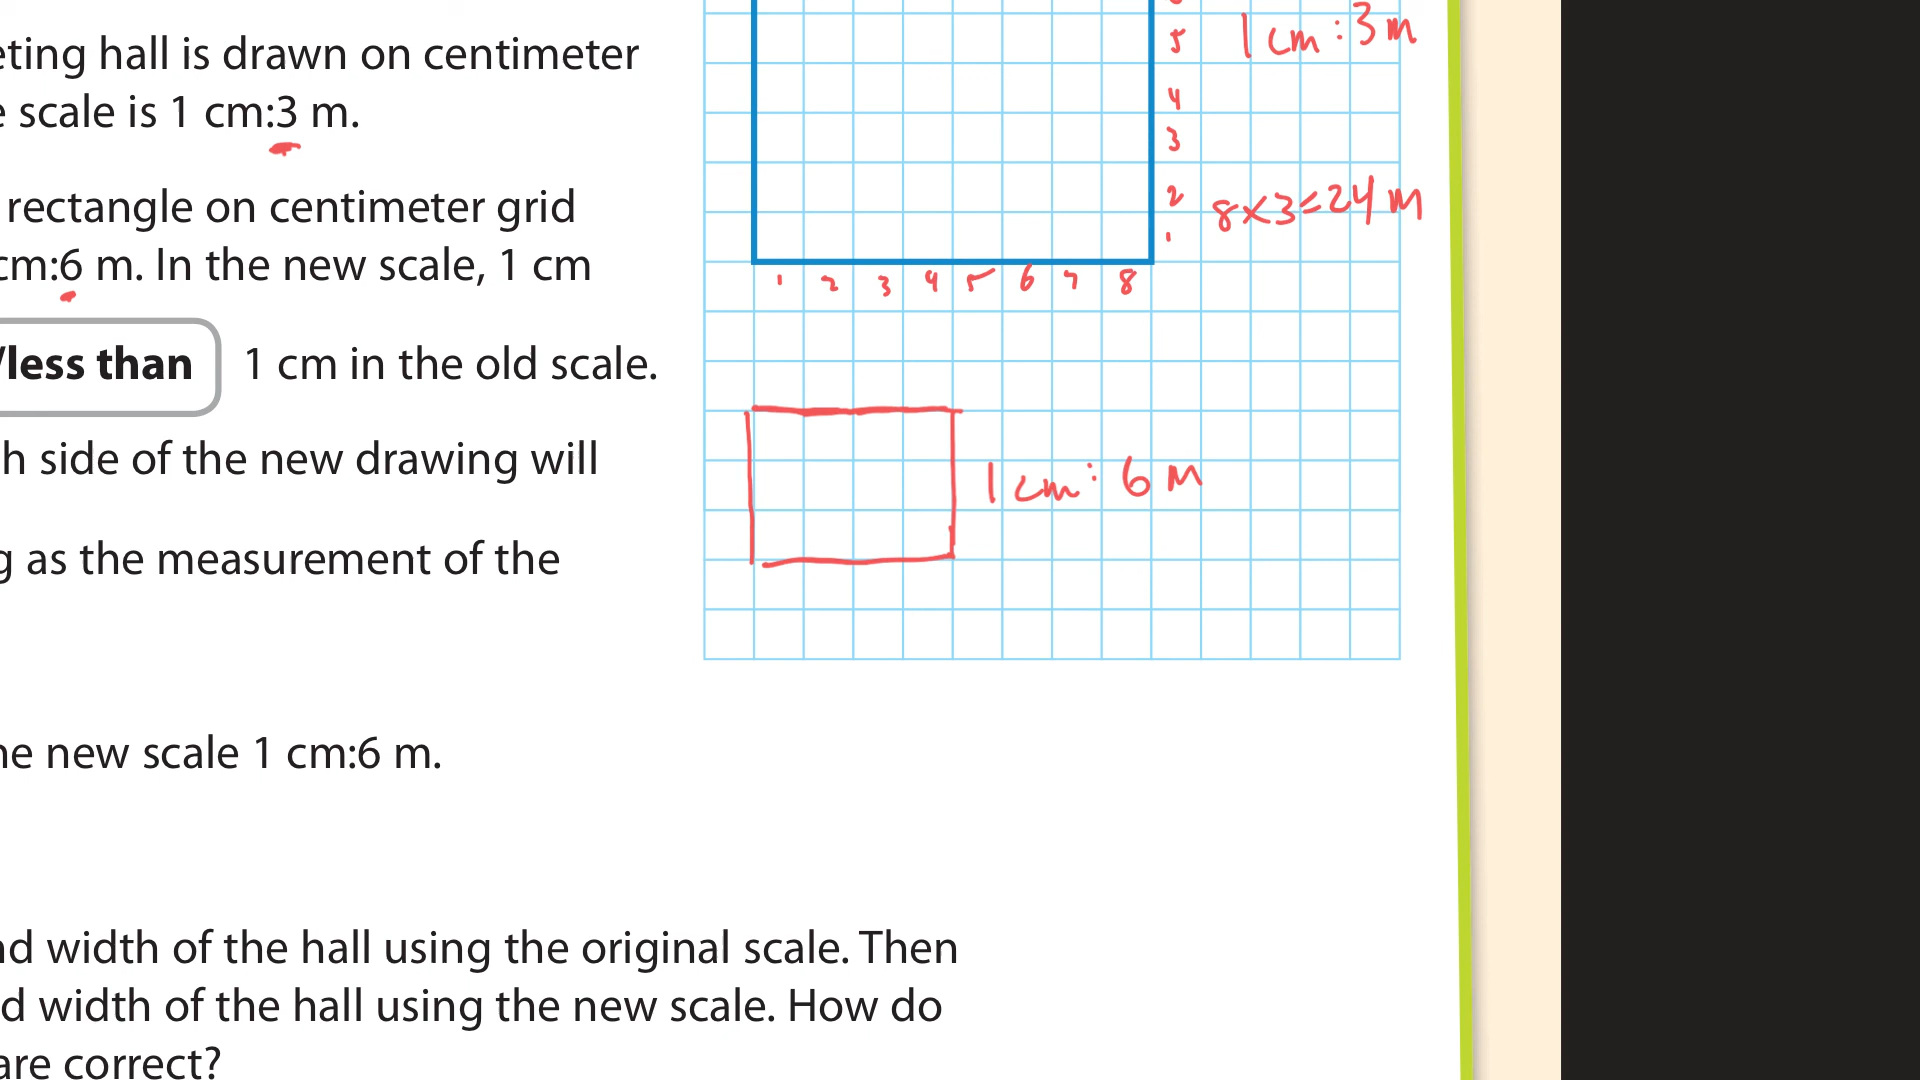 eting hall is drawn on centimeter
e scale is 1 cm:3 m.
rectangle on centimeter grid
cm:6 m. In the new scale, 1 cm
/less than 1 cm in the old scale.
h side of the new drawing will
g as the measurement of the
he new scale 1 cm:6 m.
nd width of the hall using the original scale. Then
d width of the hall using the new scale. How do
are correct?
5
4
3
2
1
1 cm : 3 m
8×3=24 m
1 2 3 4 5 6 7 8
1 cm : 6 m